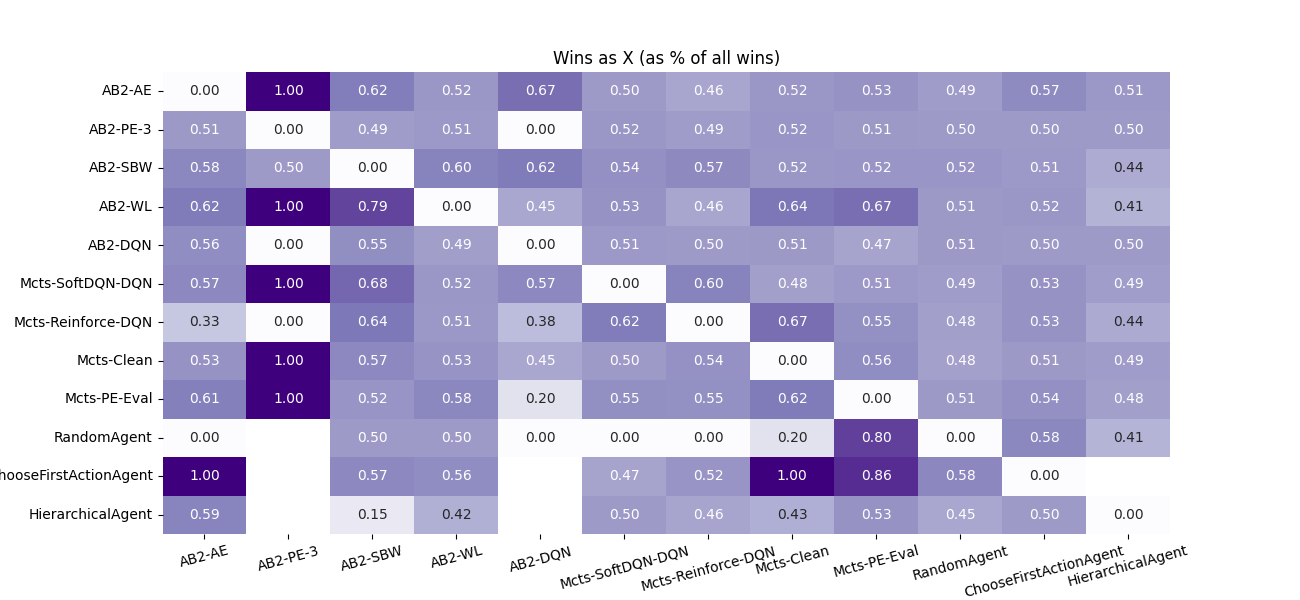 Wins as X (as % of all wins)
AB2-AE 0.00 1.00 0.62 0.52 0.67 0.50 0.46 0.52 0.53 0.49 0.57 0.51
AB2-PE-3 0.51 0.00 0.49 0.51 0.00 0.52 0.49 0.52 0.51 0.50 0.50 0.50
AB2-SBW 0.58 0.50 0.00 0.60 0.62 0.54 0.57 0.52 0.52 0.52 0.51 0.44
AB2-WL 0.62 1.00 0.79 0.00 0.45 0.53 0.46 0.64 0.67 0.51 0.52 0.41
AB2-DQN 0.56 0.00 0.55 0.49 0.00 0.51 0.50 0.51 0.47 0.51 0.50 0.50
Mcts-SoftDQN-DQN 0.57 1.00 0.68 0.52 0.57 0.00 0.60 0.48 0.51 0.49 0.53 0.49
Mcts-Reinforce-DQN 0.33 0.00 0.64 0.51 0.38 0.62 0.00 0.67 0.55 0.48 0.53 0.44
Mcts-Clean 0.53 1.00 0.57 0.53 0.45 0.50 0.54 0.00 0.56 0.48 0.51 0.49
Mcts-PE-Eval 0.61 1.00 0.52 0.58 0.20 0.55 0.55 0.62 0.00 0.51 0.54 0.48
RandomAgent 0.00 0.50 0.50 0.00 0.00 0.00 0.20 0.80 0.00 0.58 0.41
hooseFirstActionAgent 1.00 0.57 0.56 0.47 0.52 1.00 0.86 0.58 0.00
HierarchicalAgent 0.59 0.15 0.42 0.50 0.46 0.43 0.53 0.45 0.50 0.00
AB2-AE AB2-PE-3 AB2-SBW AB2-WL AB2-DQN Mcts-SoftDQN-DQN Mcts-Reinforce-DQN Mcts-Clean Mcts-PE-Eval RandomAgent ChooseFirstActionAgent HierarchicalAgent